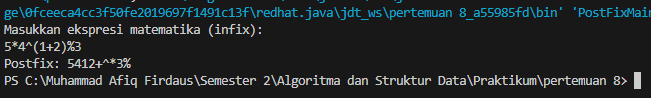 ge\0fceeca4cc3f50fe2019697f1491c13f\redhat.java\jdt_ws\pertemuan 8_a55985fd\bin' 'PostFixMai
Masukkan ekspresi matematika (infix):
5*4^(1+2)%3
Postfix: 5412+^*3%
PS C:\Muhammad Afiq Firdaus\Semester 2\Algoritma dan Struktur Data\Praktikum\pertemuan 8>